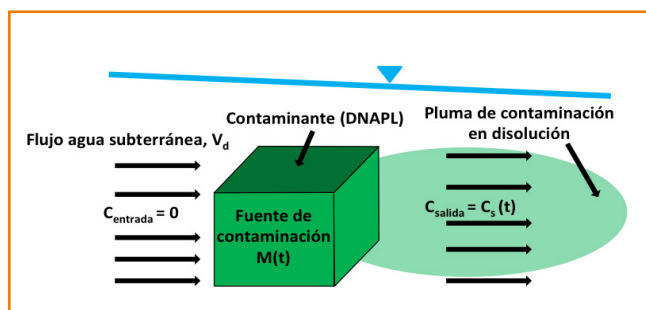 Contaminante (DNAPL)
Pluma de contaminación
en disolución
Flujo agua subterránea, Vd
Centrada = 0
Fuente de
contaminación
M(t)
Csalida = Cs (t)